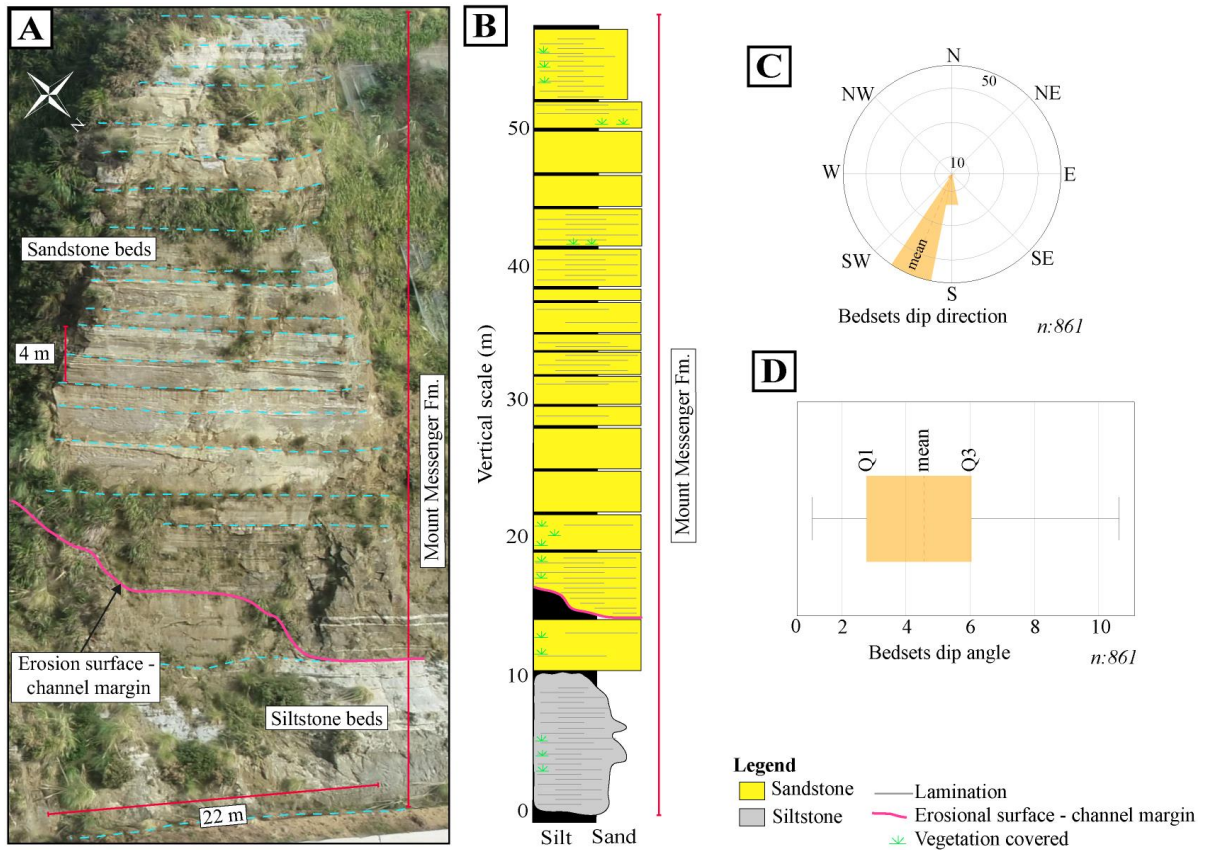 A
N
Sandstone beds
4 m
Erosion surface -
channel margin
Siltstone beds
22 m
Mount Messenger Fm.
B
50
40
30
20
10
0
Vertical scale (m)
Silt Sand
Mount Messenger Fm.
C
N
NE
E
SE
S
SW
W
NW
50
10
mean
Bedsets dip direction
n:861
D
Q1
mean
Q3
0 2 4 6 8 10
Bedsets dip angle
n:861
Legend
Sandstone
Siltstone
Lamination
Erosional surface - channel margin
Vegetation covered